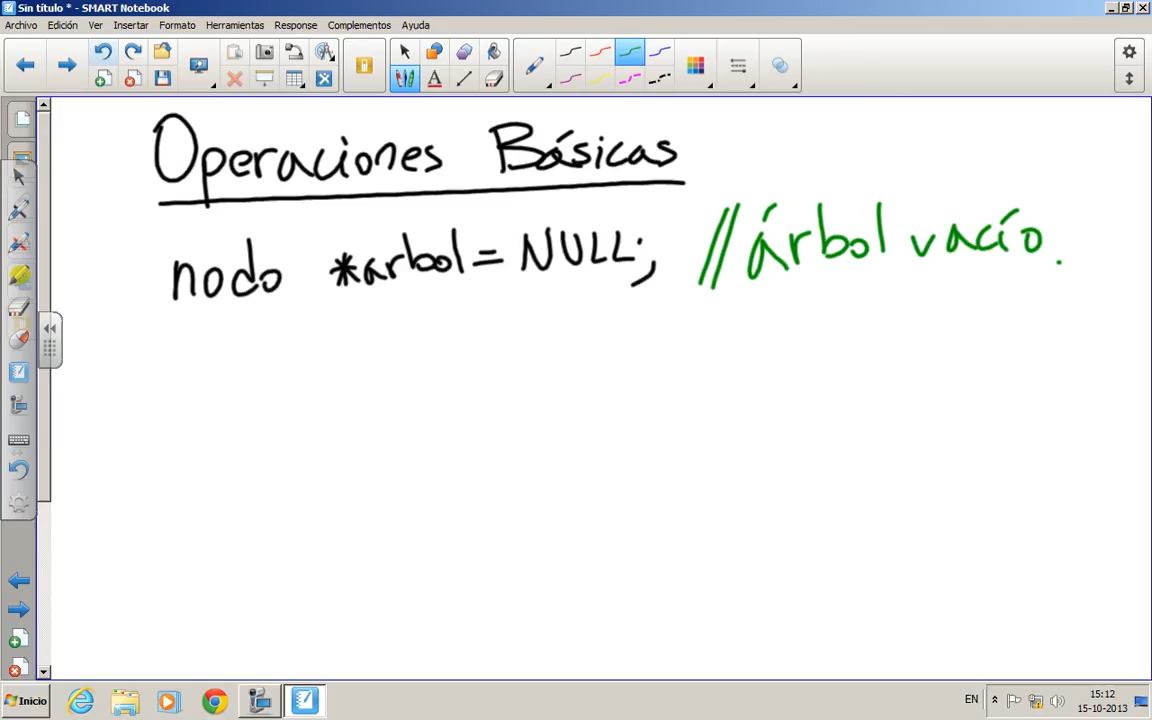 Sin título * - SMART Notebook
Archivo Edición Ver Insertar Formato Herramientas Response Complementos Ayuda
Operaciones Básicas
nodo *arbol = NULL; //árbol vacío.
Inicio
EN
15:12
15-10-2013